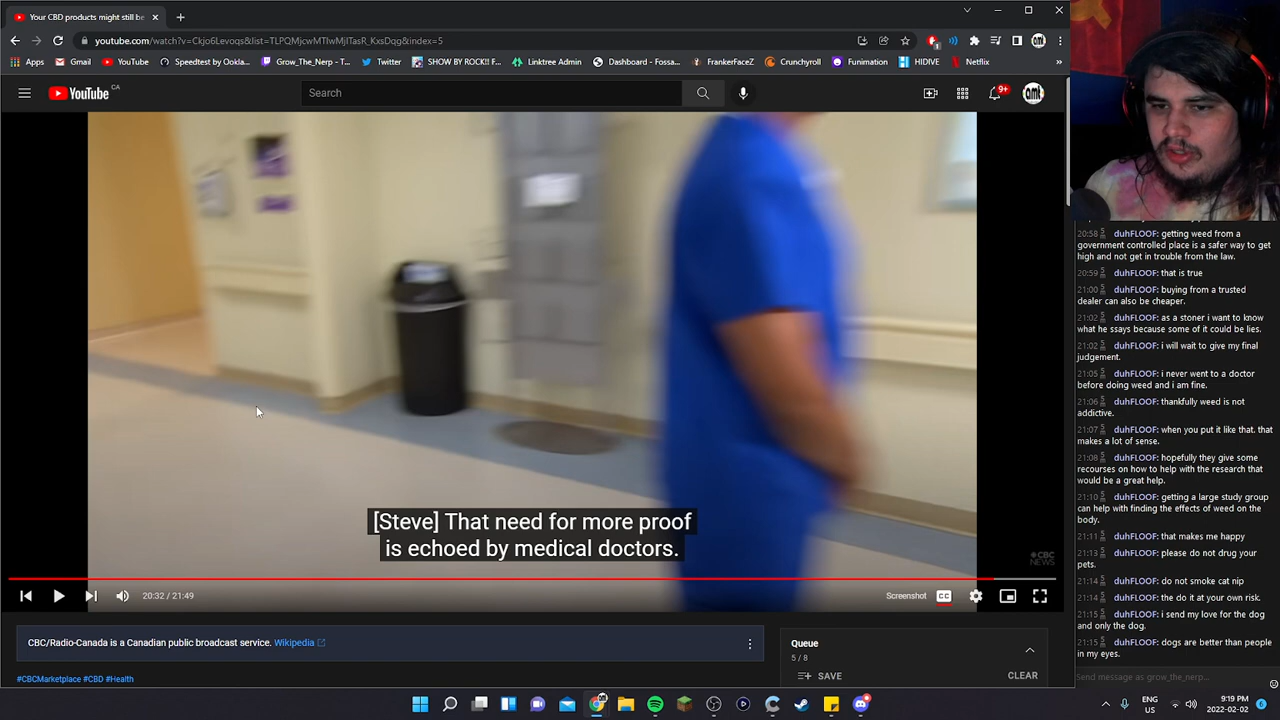 Your CBD products might still be
youtube.com/watch?v=Ckjo6Levoqs&list=TLPQMjcwMTIwMjITasR_KxsDqg&index=5
Apps Gmail YouTube Speedtest by Ookla... Grow_The_Nerp - T... Twitter SHOW BY ROCK!! F... Linktree Admin Dashboard - Fossa... FrankerFaceZ Crunchyroll Funimation HIDIVE Netflix
YouTube CA
Search
9+
amt
[Steve] That need for more proof
is echoed by medical doctors.
CBC
NEWS
20:32 / 21:49
Screenshot
CC
CBC/Radio-Canada is a Canadian public broadcast service. Wikipedia
#CBCMarketplace #CBD #Health
Queue
5 / 8
SAVE
CLEAR
20:58 duhFLOOF: getting weed from a
government controlled place is a safer way to get
high and not get in trouble from the law.
20:59 duhFLOOF: that is true
21:00 duhFLOOF: buying from a trusted
dealer can also be cheaper.
21:02 duhFLOOF: as a stoner i want to know
what he ssays because some of it could be lies.
21:02 duhFLOOF: i will wait to give my final
judgement.
21:05 duhFLOOF: i never went to a doctor
before doing weed and i am fine.
21:06 duhFLOOF: thankfully weed is not
addictive.
21:07 duhFLOOF: when you put it like that. that
makes a lot of sense.
21:08 duhFLOOF: hopefully they give some
recourses on how to help with the research that
would be a great help.
21:10 duhFLOOF: getting a large study group
can help with finding the effects of weed on the
body.
21:11 duhFLOOF: that makes me happy
21:13 duhFLOOF: please do not drug your
pets.
21:14 duhFLOOF: do not smoke cat nip
21:14 duhFLOOF: the do it at your own risk.
21:15 duhFLOOF: i send my love for the dog
and only the dog.
21:15 duhFLOOF: dogs are better than people
in my eyes.
Send message as grow_the_nerp...
ENG
US
9:19 PM
2022-02-02
6